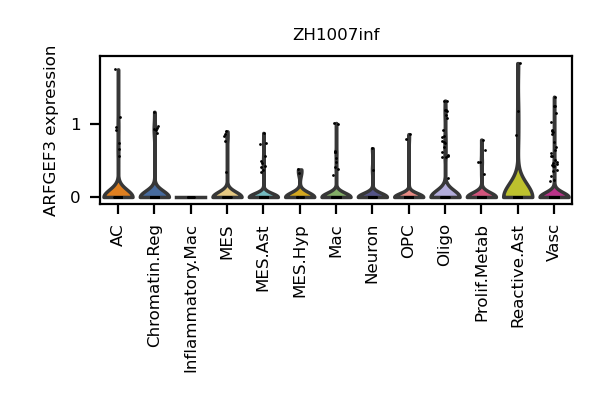 ZH1007inf
ARFGEF3 expression
1
0
AC
Chromatin.Reg
Inflammatory.Mac
MES
MES.Ast
MES.Hyp
Mac
Neuron
OPC
Oligo
Prolif.Metab
Reactive.Ast
Vasc